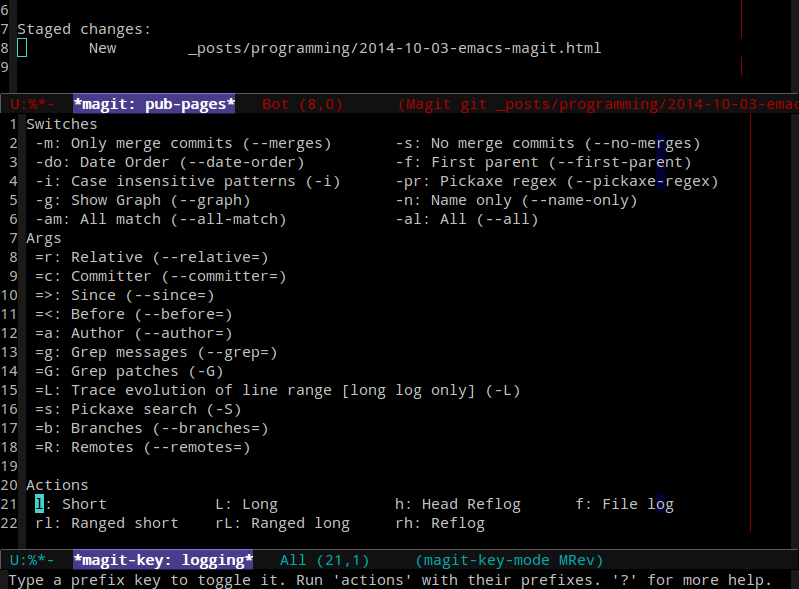 6
7 Staged changes:
8 New _posts/programming/2014-10-03-emacs-magit.html
9
U:%*- *magit: pub-pages* Bot (8,0) (Magit git _posts/programming/2014-10-03-emac
1 Switches
2 -m: Only merge commits (--merges) -s: No merge commits (--no-merges)
3 -do: Date Order (--date-order) -f: First parent (--first-parent)
4 -i: Case insensitive patterns (-i) -pr: Pickaxe regex (--pickaxe-regex)
5 -g: Show Graph (--graph) -n: Name only (--name-only)
6 -am: All match (--all-match) -al: All (--all)
7 Args
8 =r: Relative (--relative=)
9 =c: Committer (--committer=)
10 =>: Since (--since=)
11 =<: Before (--before=)
12 =a: Author (--author=)
13 =g: Grep messages (--grep=)
14 =G: Grep patches (-G)
15 =L: Trace evolution of line range [long log only] (-L)
16 =s: Pickaxe search (-S)
17 =b: Branches (--branches=)
18 =R: Remotes (--remotes=)
19
20 Actions
21 l: Short L: Long h: Head Reflog f: File log
22 rl: Ranged short rL: Ranged long rh: Reflog
U:%*- *magit-key: logging* All (21,1) (magit-key-mode MRev)
Type a prefix key to toggle it. Run 'actions' with their prefixes. '?' for more help.